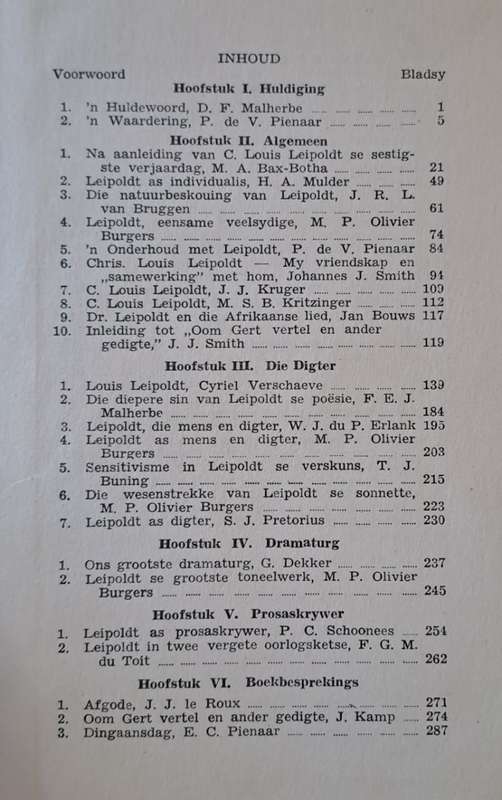 INHOUD
Voorwoord Bladsy
Hoofstuk I. Huldiging
1. 'n Huldewoord, D. F. Malherbe ..... ..... ..... ..... ..... 1
2. 'n Waardering, P. de V. Pienaar ..... ..... ..... ..... 5
Hoofstuk II. Algemeen
1. Na aanleiding van C. Louis Leipoldt se sestig-
ste verjaardag, M. A. Bax-Botha ..... ..... ..... ..... 21
2. Leipoldt as individualis, H. A. Mulder ..... ..... ..... 49
3. Die natuurbeskouing van Leipoldt, J. R. L.
van Bruggen ..... ..... ..... ..... ..... ..... ..... ..... 61
4. Leipoldt, eensame veelsydige, M. P. Olivier
Burgers ..... ..... ..... ..... ..... ..... ..... ..... ..... 74
5. 'n Onderhoud met Leipoldt, P. de V. Pienaar 84
6. Chris. Louis Leipoldt — My vriendskap en
„samewerking” met hom, Johannes J. Smith 94
7. C. Louis Leipoldt, J. J. Kruger ..... ..... ..... ..... ..... 109
8. C. Louis Leipoldt, M. S. B. Kritzinger ..... ..... ..... 112
9. Dr. Leipoldt en die Afrikaanse lied, Jan Bouws 117
10. Inleiding tot „Oom Gert vertel en ander
gedigte,” J. J. Smith ..... ..... ..... ..... ..... ..... ..... 119
Hoofstuk III. Die Digter
1. Louis Leipoldt, Cyriel Verschaeve ..... ..... ..... ..... 139
2. Die diepere sin van Leipoldt se poësie, F. E. J.
Malherbe ..... ..... ..... ..... ..... ..... ..... ..... ..... 184
3. Leipoldt, die mens en digter, W. J. du P. Erlank 195
4. Leipoldt as mens en digter, M. P. Olivier
Burgers ..... ..... ..... ..... ..... ..... ..... ..... ..... 203
5. Sensitivisme in Leipoldt se verskuns, T. J.
Buning ..... ..... ..... ..... ..... ..... ..... ..... ..... 215
6. Die wesenstrekke van Leipoldt se sonnette,
M. P. Olivier Burgers ..... ..... ..... ..... ..... ..... 223
7. Leipoldt as digter, S. J. Pretorius ..... ..... ..... ..... 230
Hoofstuk IV. Dramaturg
1. Ons grootste dramaturg, G. Dekker ..... ..... ..... ..... 237
2. Leipoldt se grootste toneelwerk, M. P. Olivier
Burgers ..... ..... ..... ..... ..... ..... ..... ..... ..... 245
Hoofstuk V. Prosaskrywer
1. Leipoldt as prosaskrywer, P. C. Schoonees ..... 254
2. Leipoldt in twee vergete oorlogsketse, F. G. M.
du Toit ..... ..... ..... ..... ..... ..... ..... ..... ..... 262
Hoofstuk VI. Boekbesprekings
1. Afgode, J. J. le Roux ..... ..... ..... ..... ..... ..... ..... 271
2. Oom Gert vertel en ander gedigte, J. Kamp ..... 274
3. Dingaansdag, E. C. Pienaar ..... ..... ..... ..... ..... ..... 287